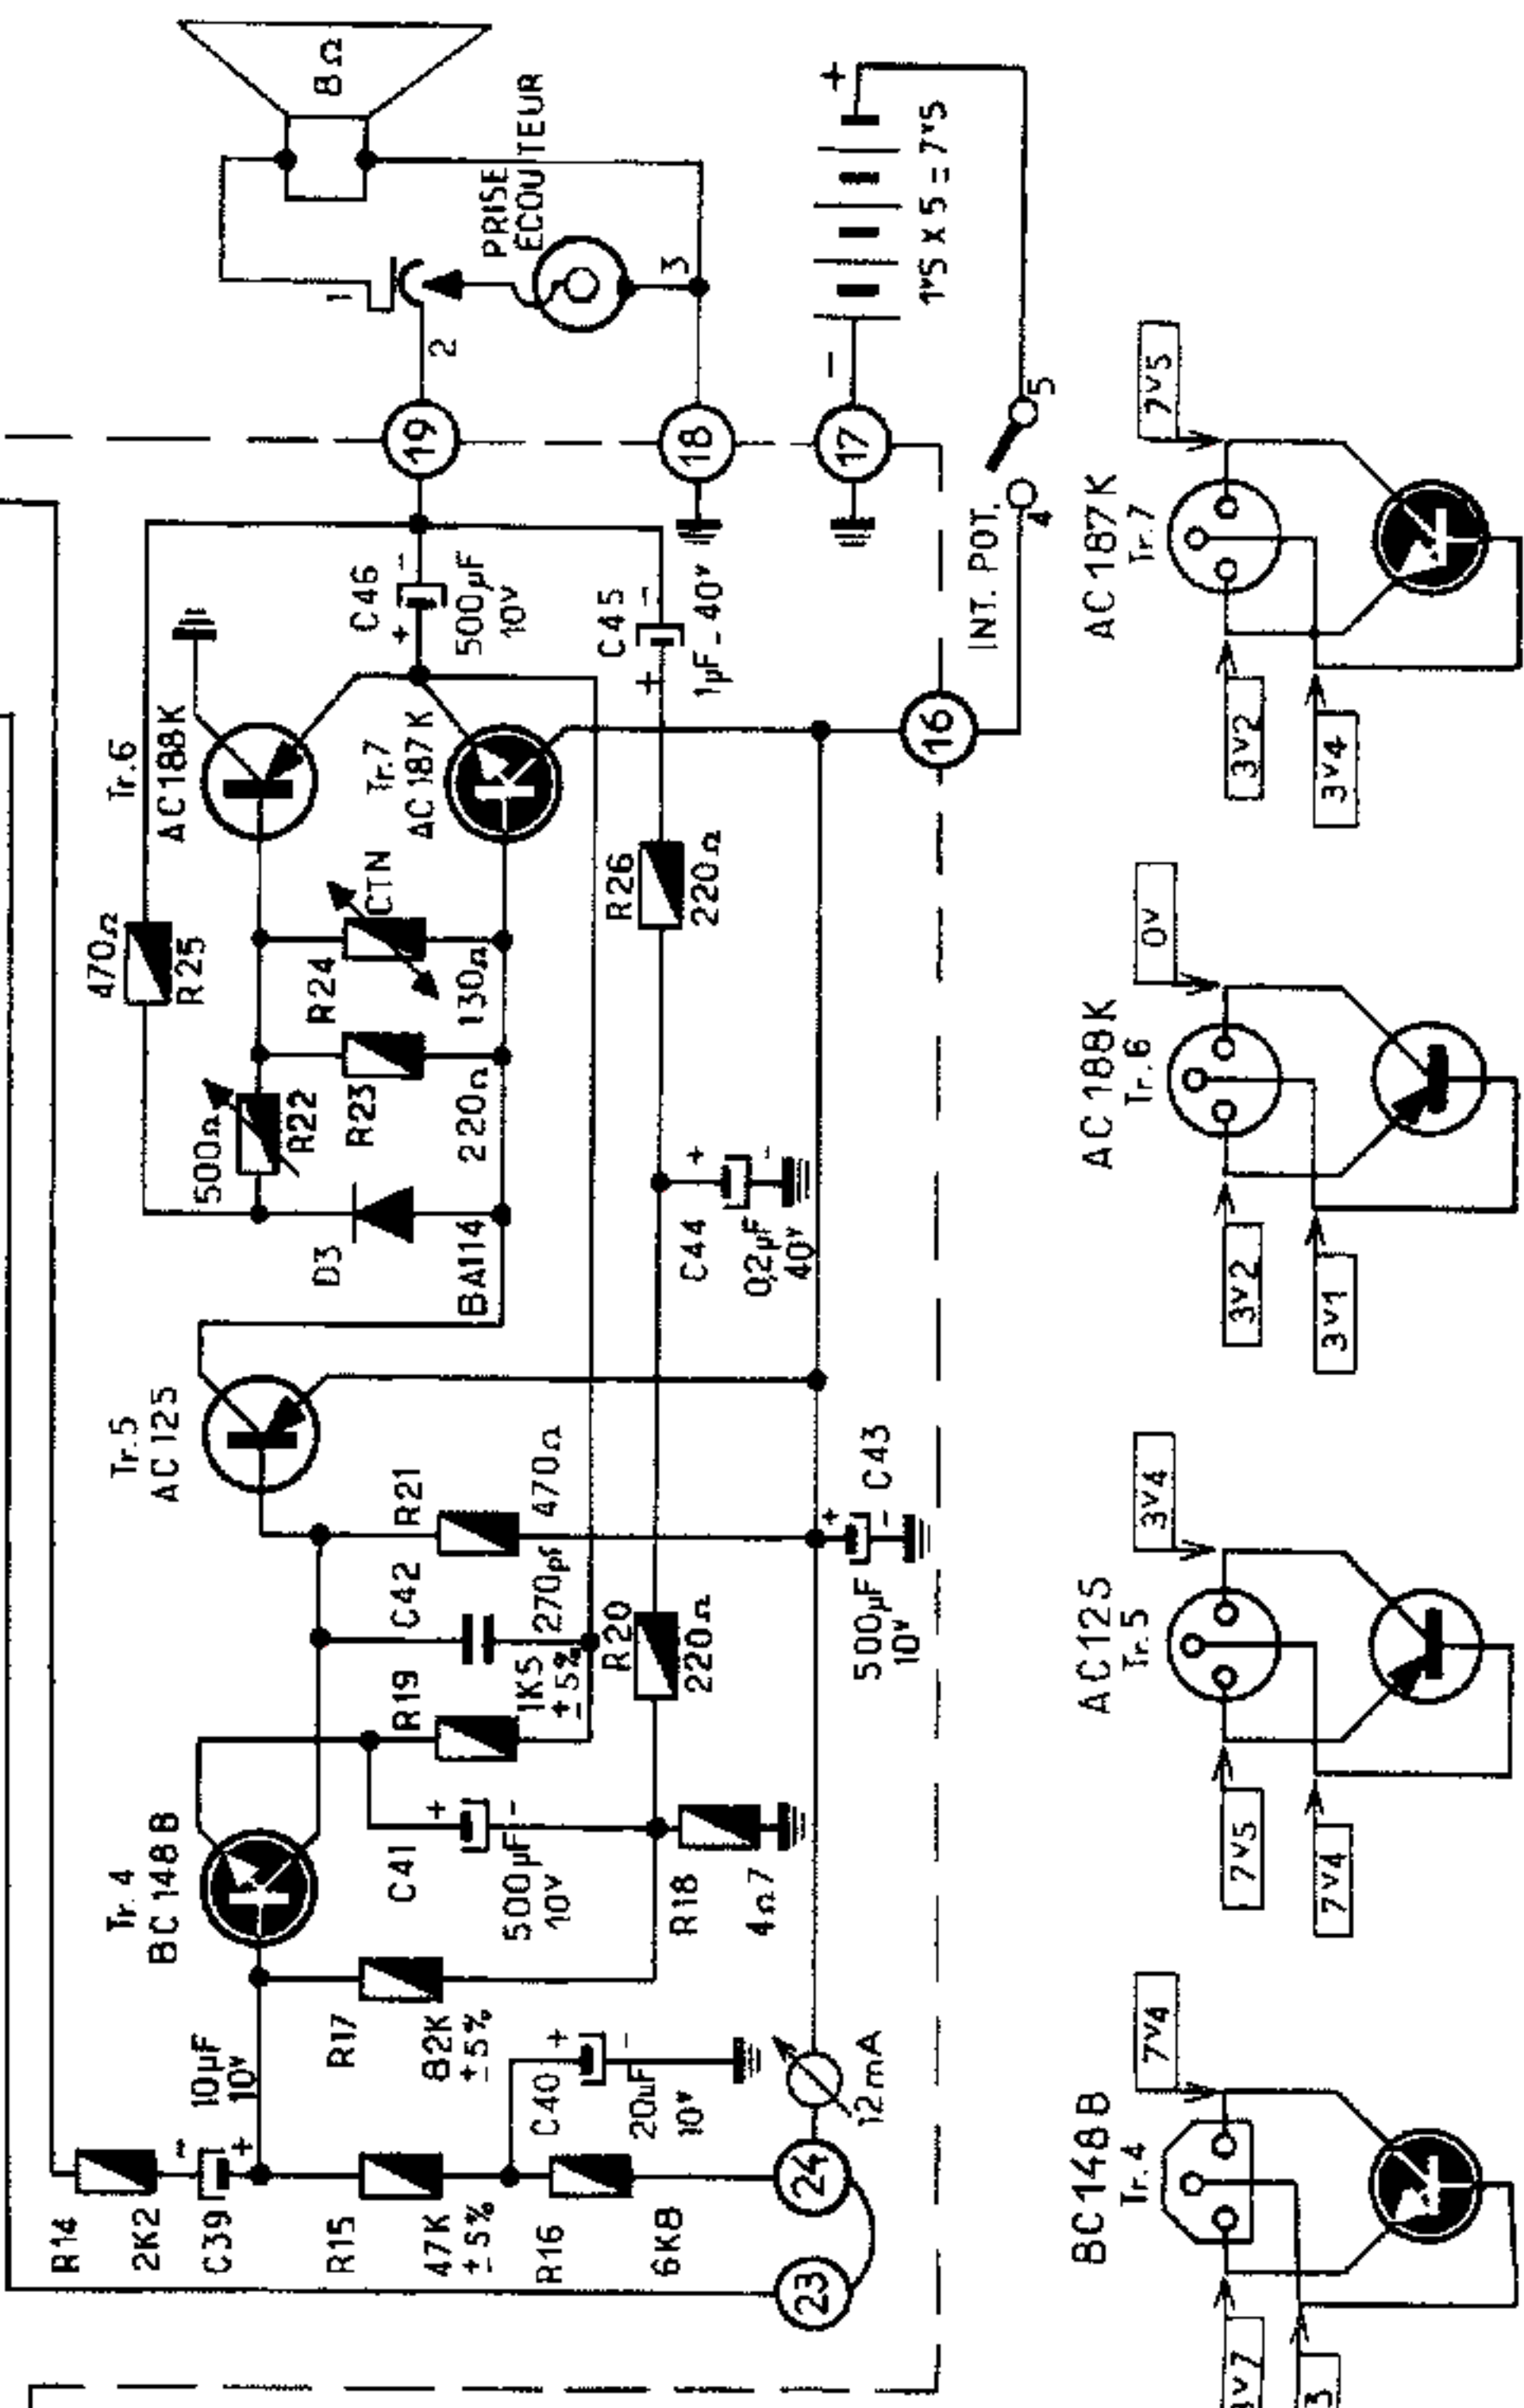 8Ω
PRISE
ÉCOUTEUR
1
2
3
+
-
1V5 X 5 = 7V5
19
18
17
5
4
INT. POT.
16
C46
+
-
500µF
10V
C45
+
-
1µF - 40V
Tr.6
AC188K
Tr.7
AC187K
470Ω
R25
CTN
R24
130Ω
R26
220Ω
500Ω
R22
R23
220Ω
D3
BA114
C44
+
-
0,2µF
40V
Tr.5
AC125
R21
470Ω
C42
270pf
R19
1K5
±5%
R20
220Ω
+
-
C43
500µF
10V
Tr.4
BC148B
C41
+
-
500µF
10V
R18
4Ω7
R17
82K
±5%
10µF
10V
-
+
C39
R14
2K2
R15
47K
±5%
C40
+
-
20µF
10V
R16
6K8
12mA
24
23
AC187K
Tr.7
7V5
3V2
3V4
AC188K
Tr.6
0V
3V2
3V1
AC125
Tr.5
3V4
7V5
7V4
BC148B
Tr.4
7V4
V7
3